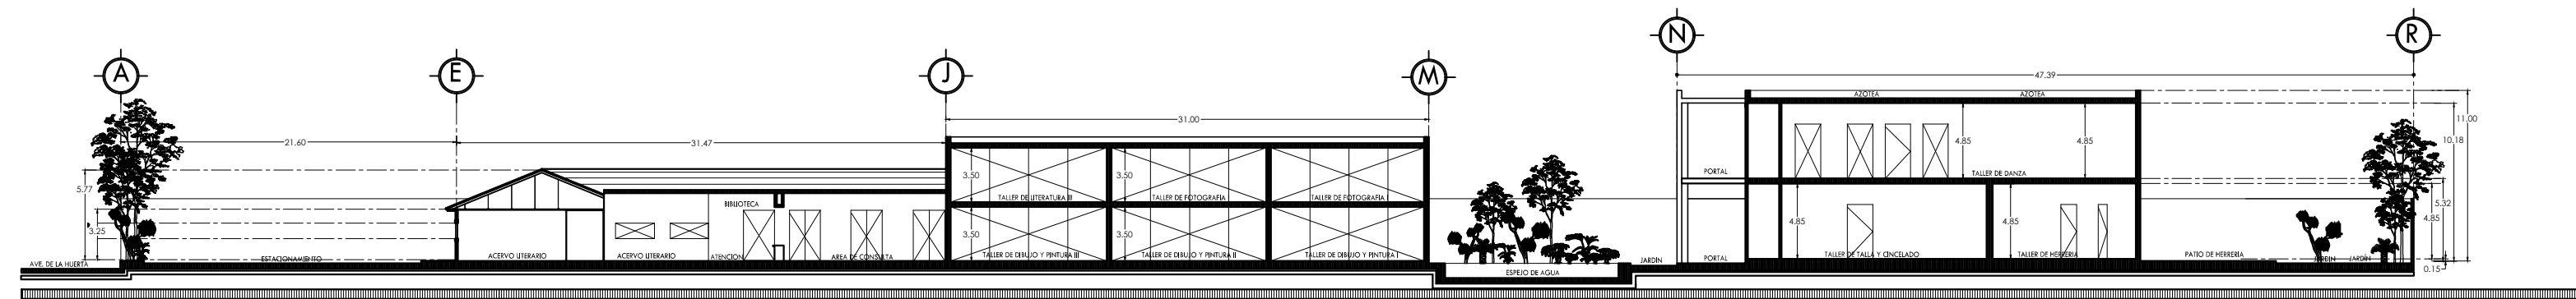 A
E
J
M
N
R
47.39
21.60
31.47
31.00
AZOTEA
AZOTEA
11.00
10.18
5.77
3.25
3.50
3.50
4.85
4.85
PORTAL
TALLER DE DANZA
BIBLIOTECA
TALLER DE LITERATURA III
TALLER DE FOTOGRAFIA
TALLER DE FOTOGRAFIA I
3.50
3.50
4.85
4.85
5.32
4.85
AVE. DE LA HUERTA
ESTACIONAMIENTO
ACERVO LITERARIO
ACERVO LITERARIO
ATENCION
AREA DE CONSULTA
TALLER DE DIBUJO Y PINTURA III
TALLER DE DIBUJO Y PINTURA II
TALLER DE DIBUJO Y PINTURA I
ESPEJO DE AGUA
JARDIN
PORTAL
TALLER DE TALLA Y CINCELADO
TALLER DE HERRERIA
PATIO DE HERRERIA
JARDIN
JARDIN
0.15